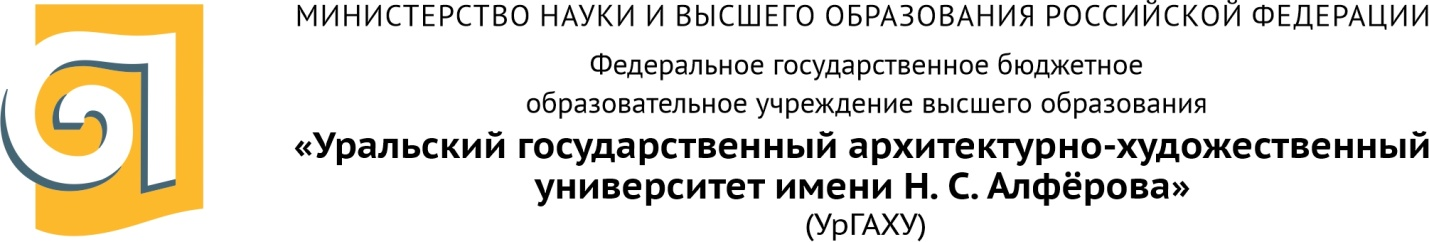 МИНИСТЕРСТВО НАУКИ И ВЫСШЕГО ОБРАЗОВАНИЯ РОССИЙСКОЙ ФЕДЕРАЦИИ
Федеральное государственное бюджетное
образовательное учреждение высшего образования
«Уральский государственный архитектурно-художественный
университет имени Н. С. Алфёрова»
(УрГАХУ)